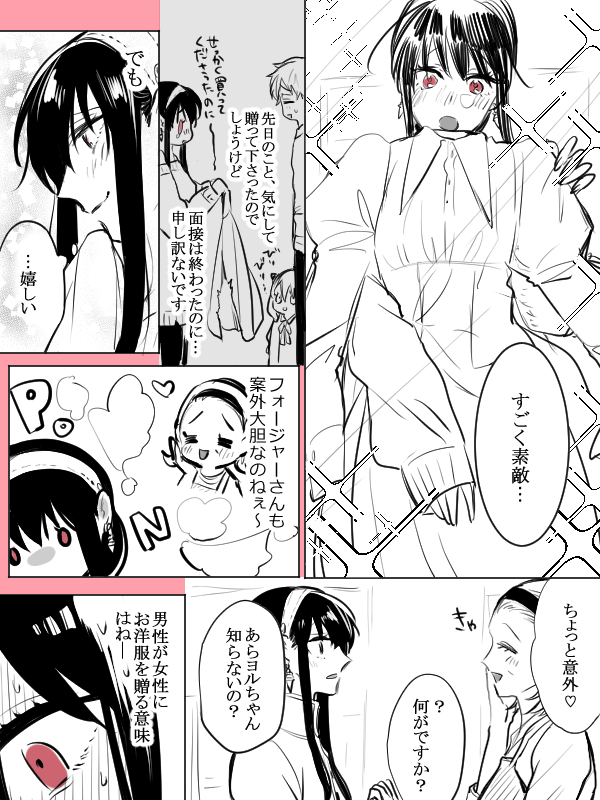 すごく素敵…
せっかく買って
くださったのに〜
先日のこと、気にして
贈って下さったので
しょうけど
面接は終わったのに…
申し訳ないです
でも
…嬉しい
フォージャーさんも
案外大胆なのねぇ〜
P。
N
ちょっと意外♡
きゃ
？
何がですか？
あらヨルちゃん
知らないの？
男性が女性に
お洋服を贈る意味
はね―